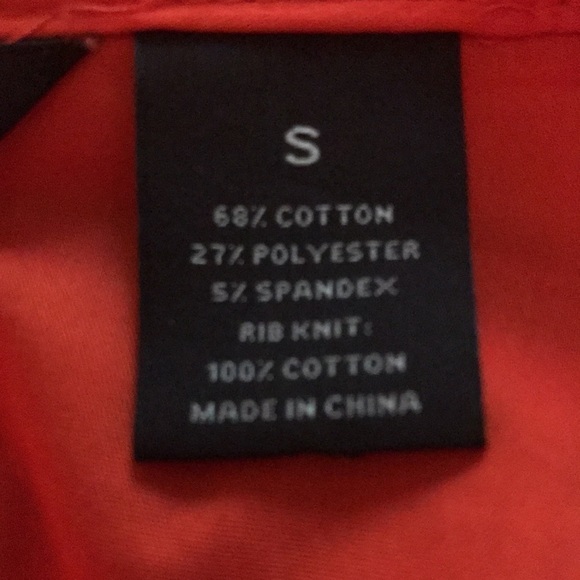 S
68% COTTON
27% POLYESTER
5% SPANDEX
RIB KNIT:
100% COTTON
MADE IN CHINA